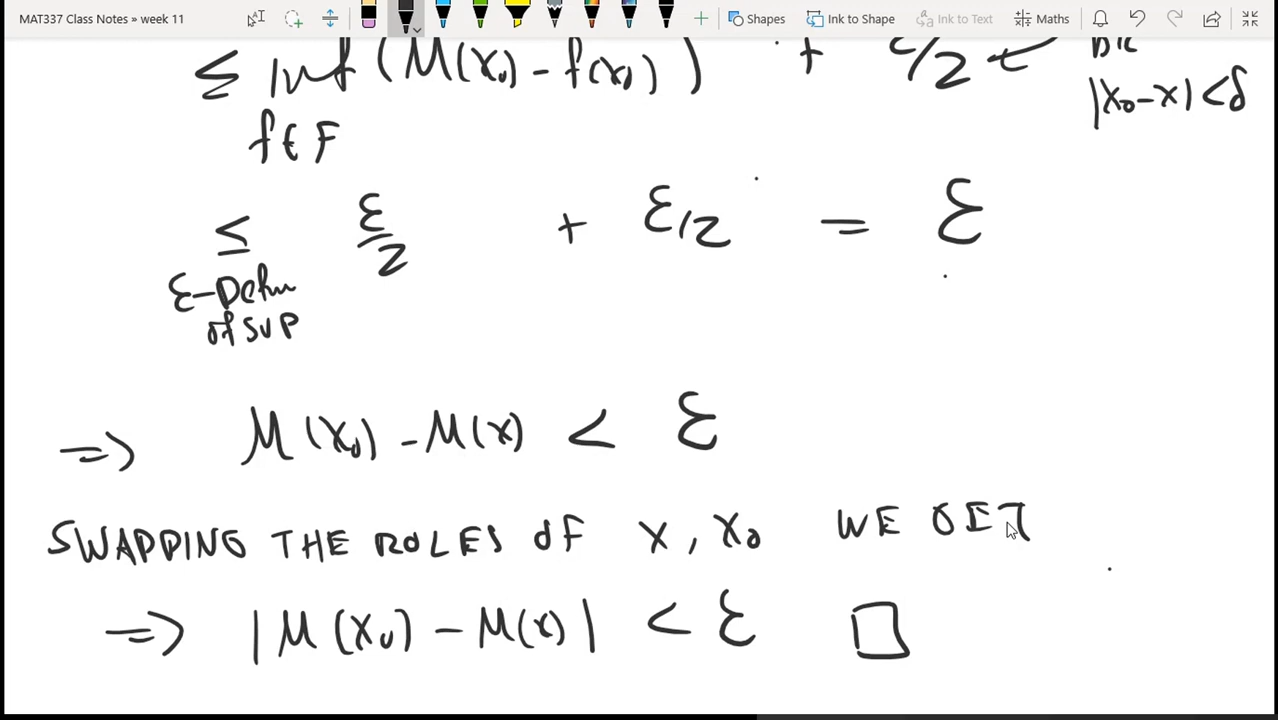 MAT337 Class Notes » week 11
Shapes Ink to Shape Ink to Text Maths
≤ inf (M(x₀) - f(x₀)) + ε/2
|x₀-x| < δ
f ∈ F
≤ ε/2 + ε/2 = ε
ε-Defn
of sup
=> M(x₀) - M(x) < ε
SWAPPING THE ROLES OF x, x₀ WE GET
=> |M(x₀) - M(x)| < ε □